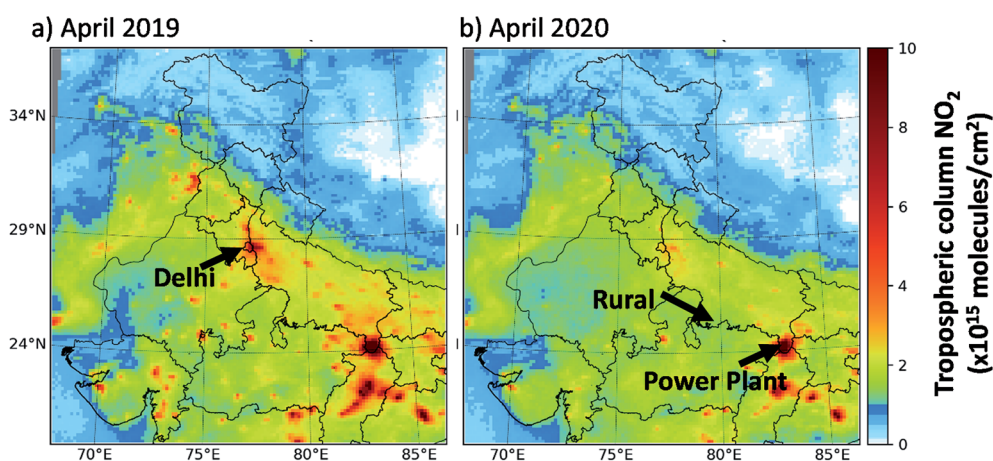 a) April 2019
b) April 2020
34°N
29°N
24°N
70°E
75°E
80°E
85°E
70°E
75°E
80°E
85°E
Delhi
Rural
Power Plant
10
8
6
4
2
0
Tropospheric column NO₂
(x10¹⁵ molecules/cm²)